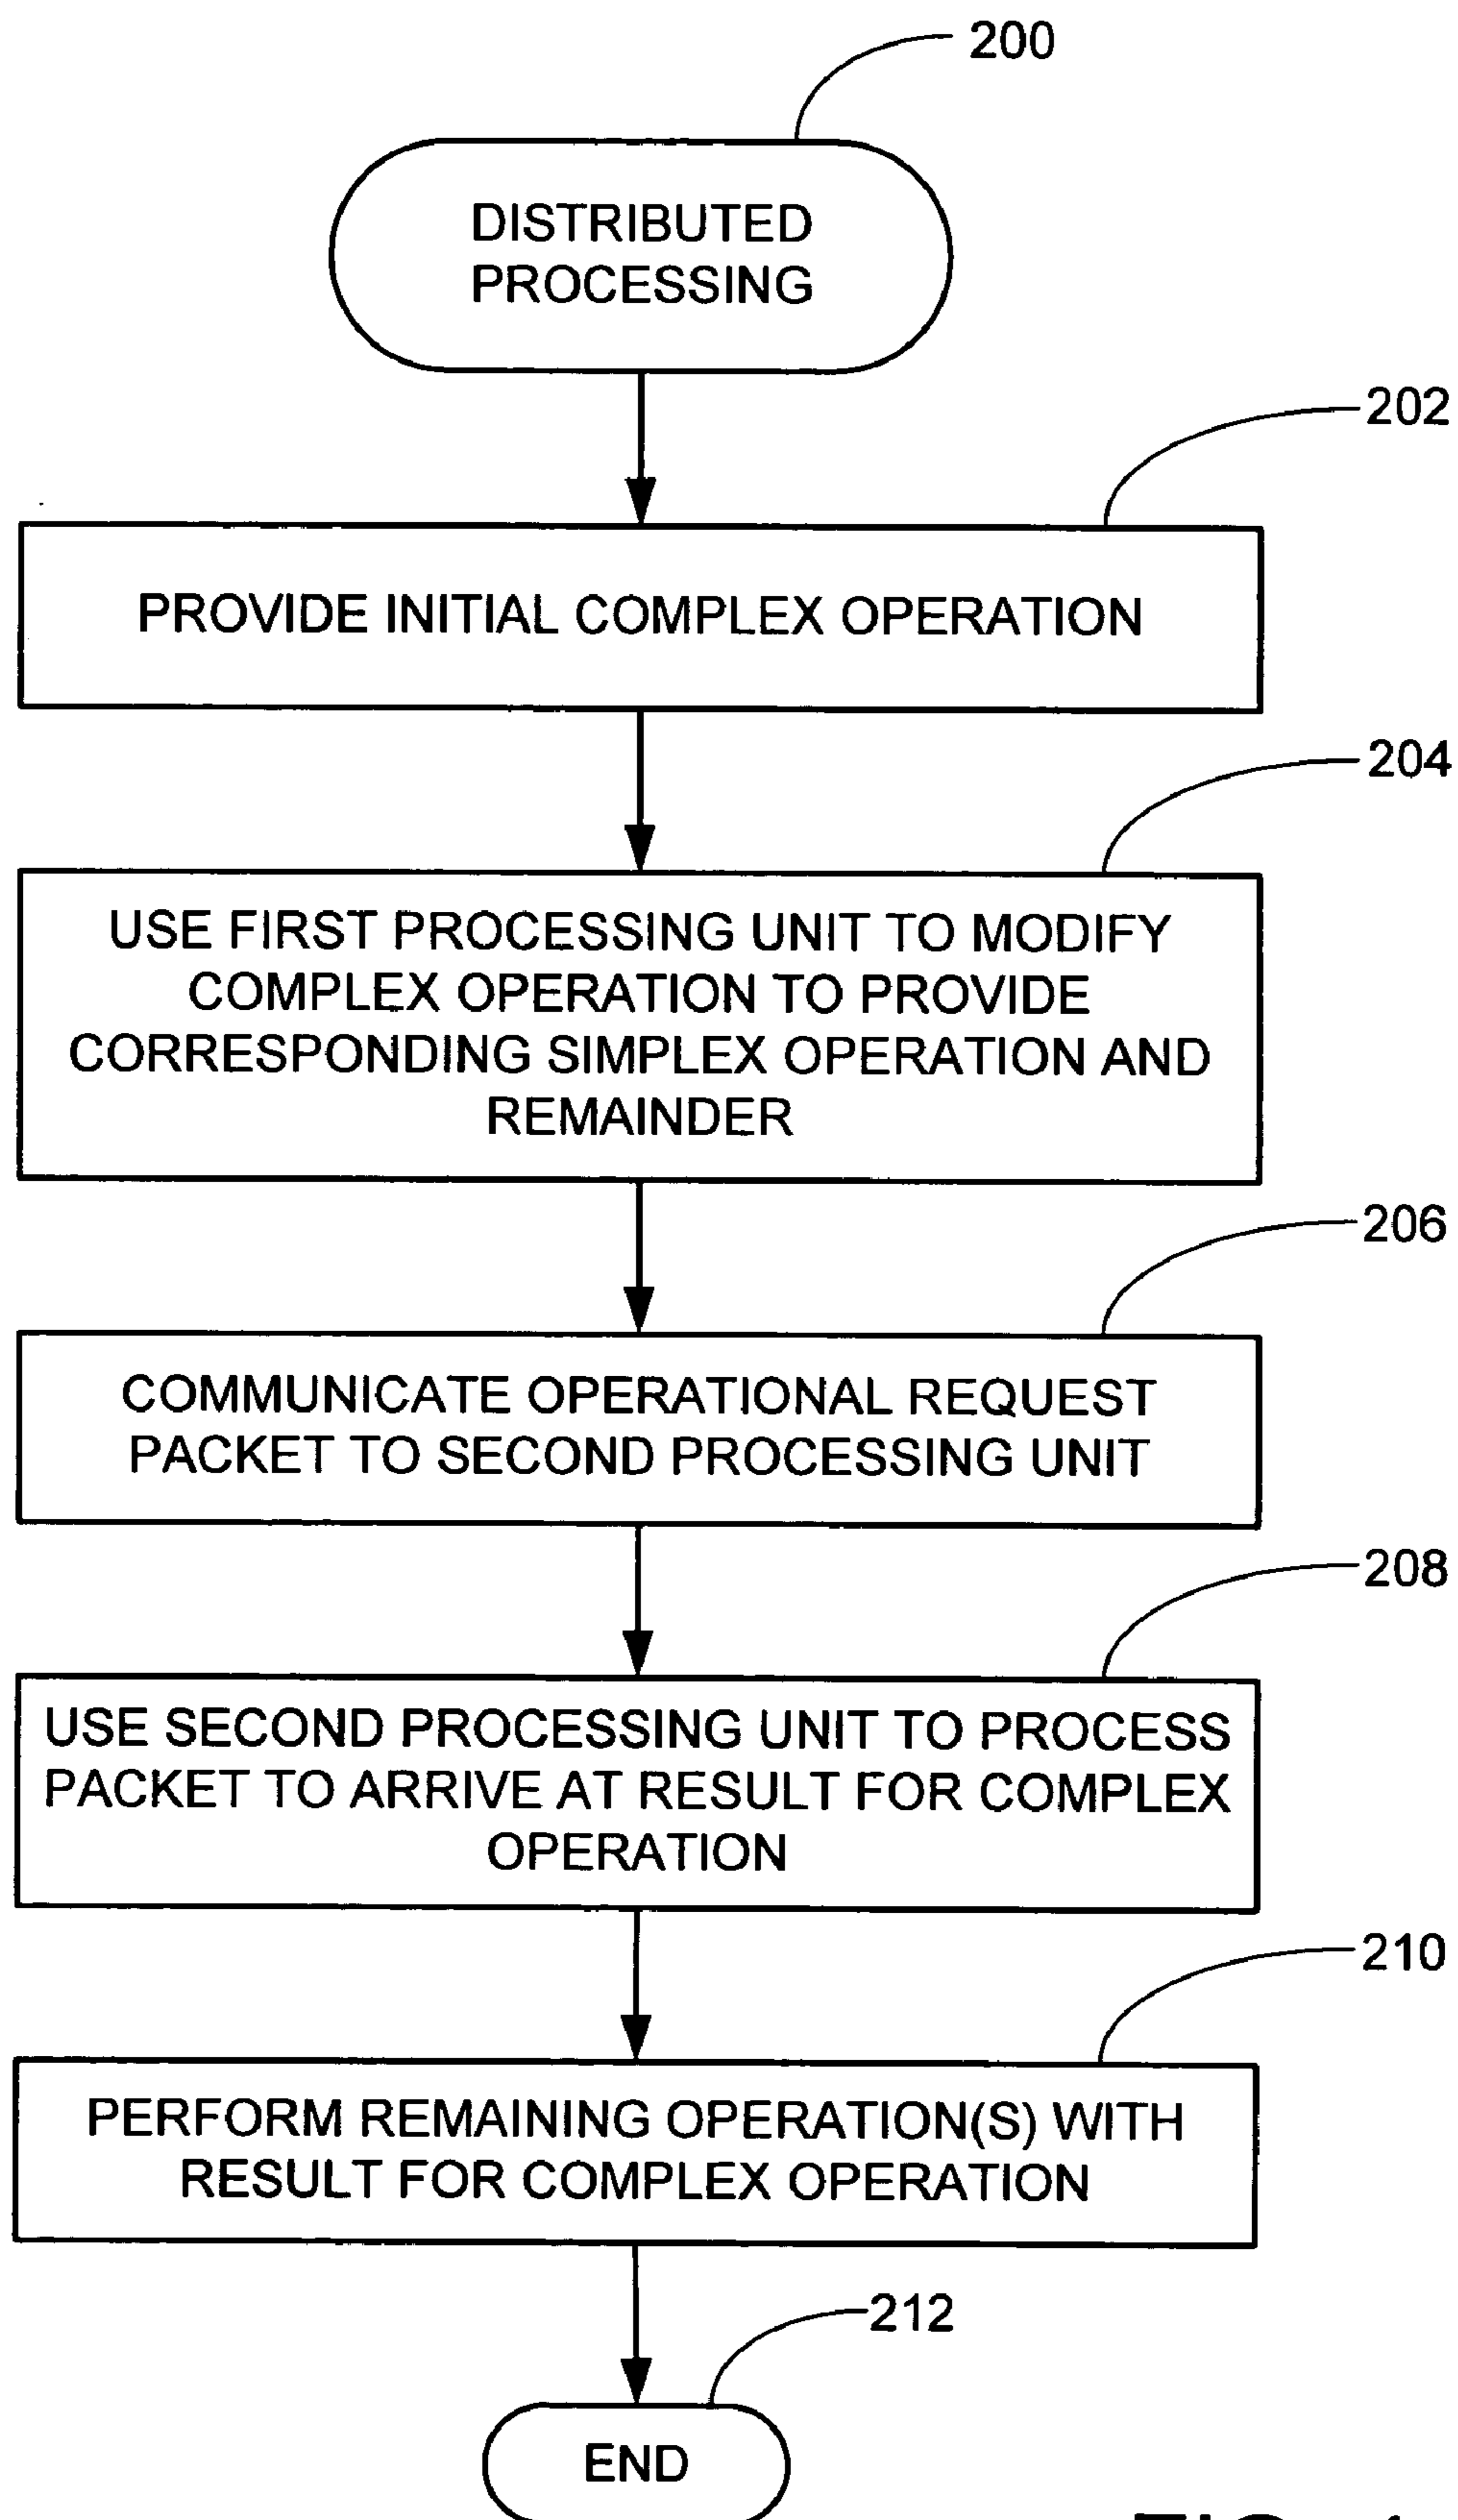 200
DISTRIBUTED
PROCESSING
202
PROVIDE INITIAL COMPLEX OPERATION
204
USE FIRST PROCESSING UNIT TO MODIFY
COMPLEX OPERATION TO PROVIDE
CORRESPONDING SIMPLEX OPERATION AND
REMAINDER
206
COMMUNICATE OPERATIONAL REQUEST
PACKET TO SECOND PROCESSING UNIT
208
USE SECOND PROCESSING UNIT TO PROCESS
PACKET TO ARRIVE AT RESULT FOR COMPLEX
OPERATION
210
PERFORM REMAINING OPERATION(S) WITH
RESULT FOR COMPLEX OPERATION
212
END